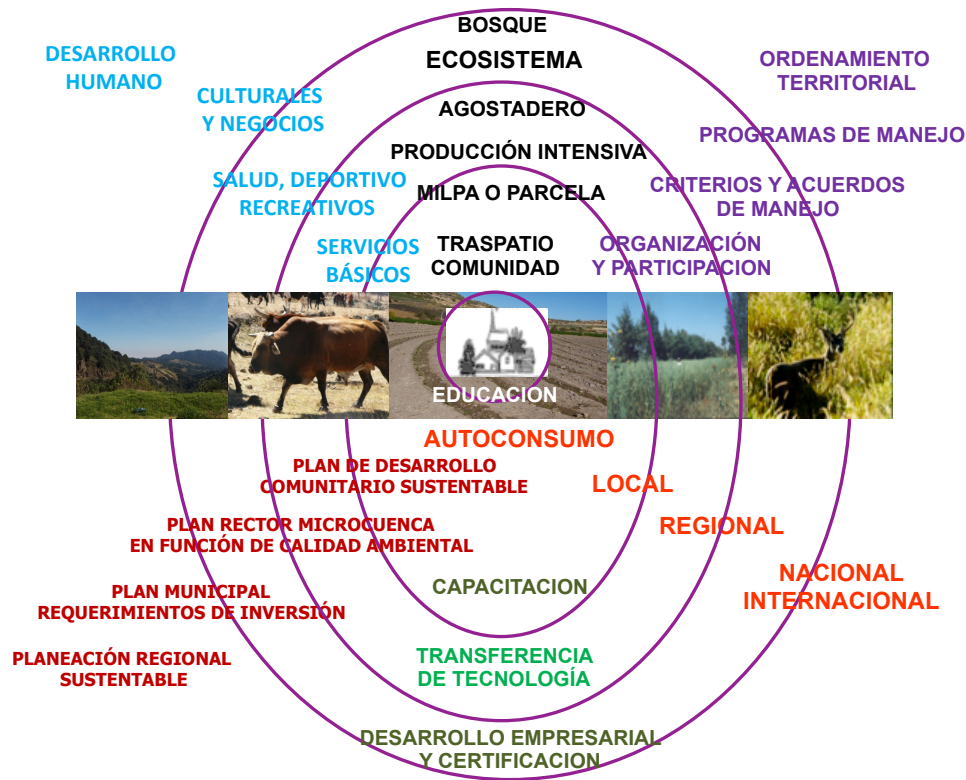 BOSQUE
ECOSISTEMA
DESARROLLO
HUMANO
ORDENAMIENTO
TERRITORIAL
CULTURALES
Y NEGOCIOS
AGOSTADERO
PROGRAMAS DE MANEJO
PRODUCCIÓN INTENSIVA
SALUD, DEPORTIVO
RECREATIVOS
MILPA O PARCELA
CRITERIOS Y ACUERDOS
DE MANEJO
SERVICIOS
BÁSICOS
TRASPATIO
COMUNIDAD
ORGANIZACIÓN
Y PARTICIPACION
EDUCACION
AUTOCONSUMO
PLAN DE DESARROLLO
COMUNITARIO SUSTENTABLE
LOCAL
PLAN RECTOR MICROCUENCA
EN FUNCIÓN DE CALIDAD AMBIENTAL
REGIONAL
CAPACITACION
NACIONAL
INTERNACIONAL
PLAN MUNICIPAL
REQUERIMIENTOS DE INVERSIÓN
PLANEACIÓN REGIONAL
SUSTENTABLE
TRANSFERENCIA
DE TECNOLOGÍA
DESARROLLO EMPRESARIAL
Y CERTIFICACION